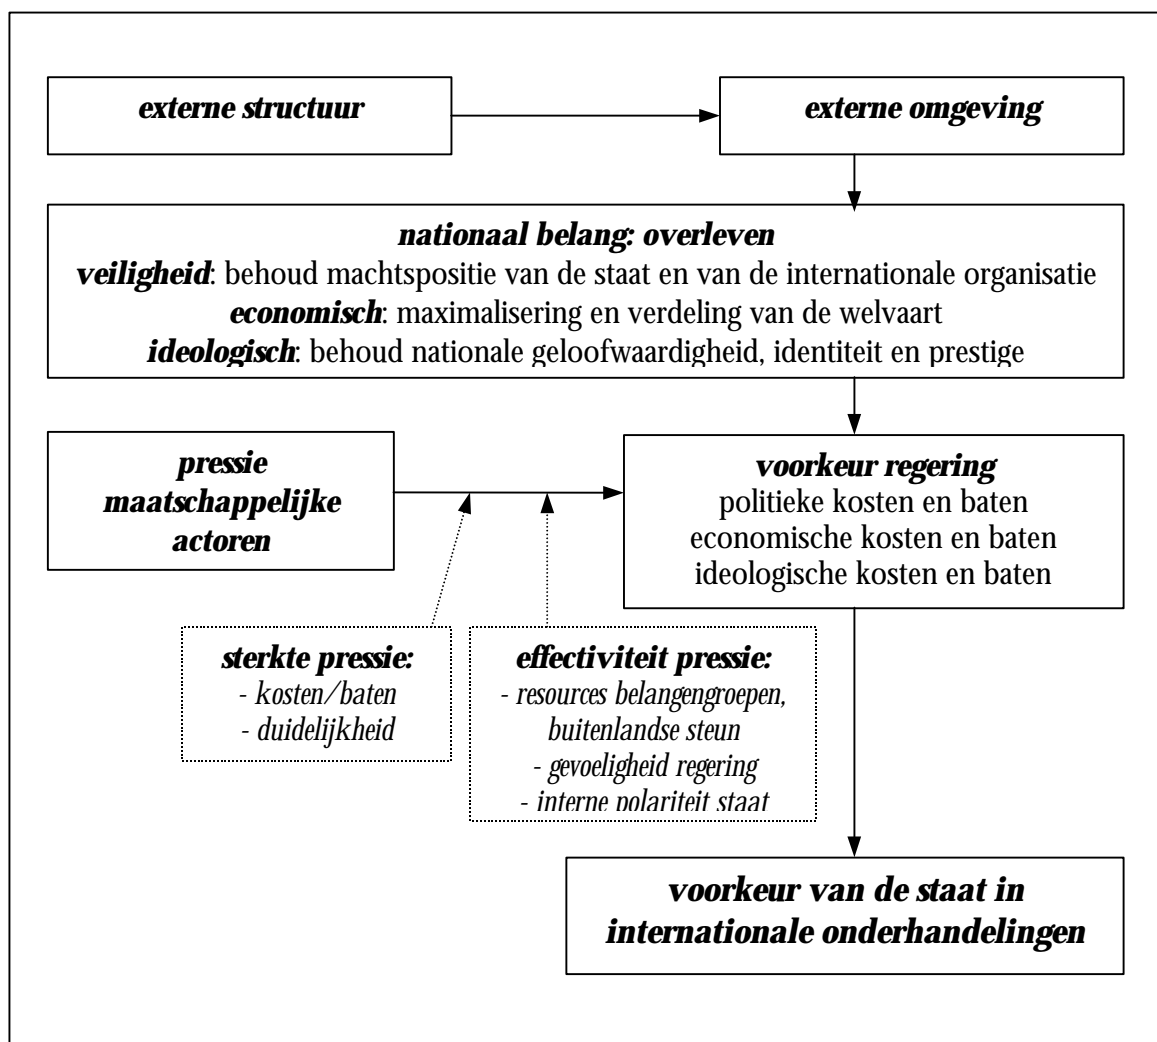 externe structuur
externe omgeving
nationaal belang: overleven
veiligheid: behoud machtspositie van de staat en van de internationale organisatie
economisch: maximalisering en verdeling van de welvaart
ideologisch: behoud nationale geloofwaardigheid, identiteit en prestige
pressie
maatschappelijke
actoren
voorkeur regering
politieke kosten en baten
economische kosten en baten
ideologische kosten en baten
sterkte pressie:
- kosten/baten
- duidelijkheid
effectiviteit pressie:
- resources belangengroepen,
buitenlandse steun
- gevoeligheid regering
- interne polariteit staat
voorkeur van de staat in
internationale onderhandelingen